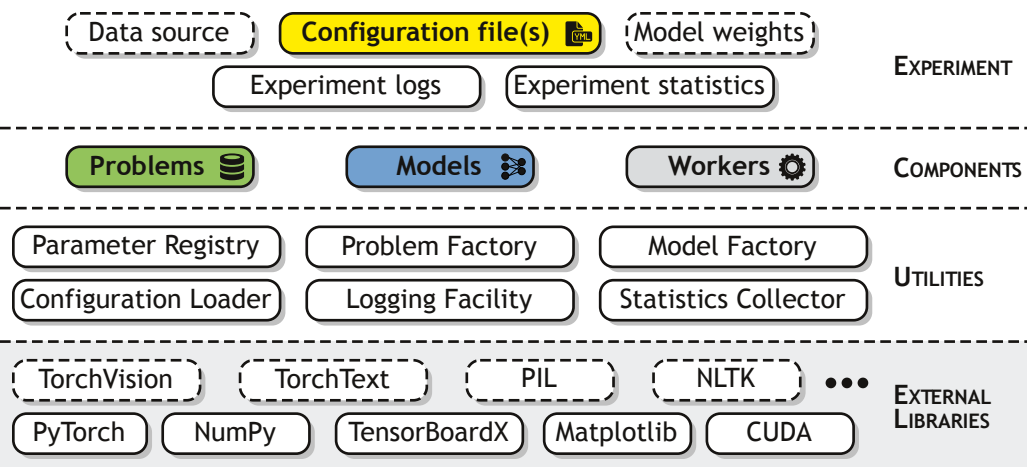 Data source Configuration file(s) YML Model weights
Experiment logs Experiment statistics
EXPERIMENT
Problems Models Workers
COMPONENTS
Parameter Registry Problem Factory Model Factory
Configuration Loader Logging Facility Statistics Collector
UTILITIES
TorchVision TorchText PIL NLTK •••
PyTorch NumPy TensorBoardX Matplotlib CUDA
EXTERNAL
LIBRARIES